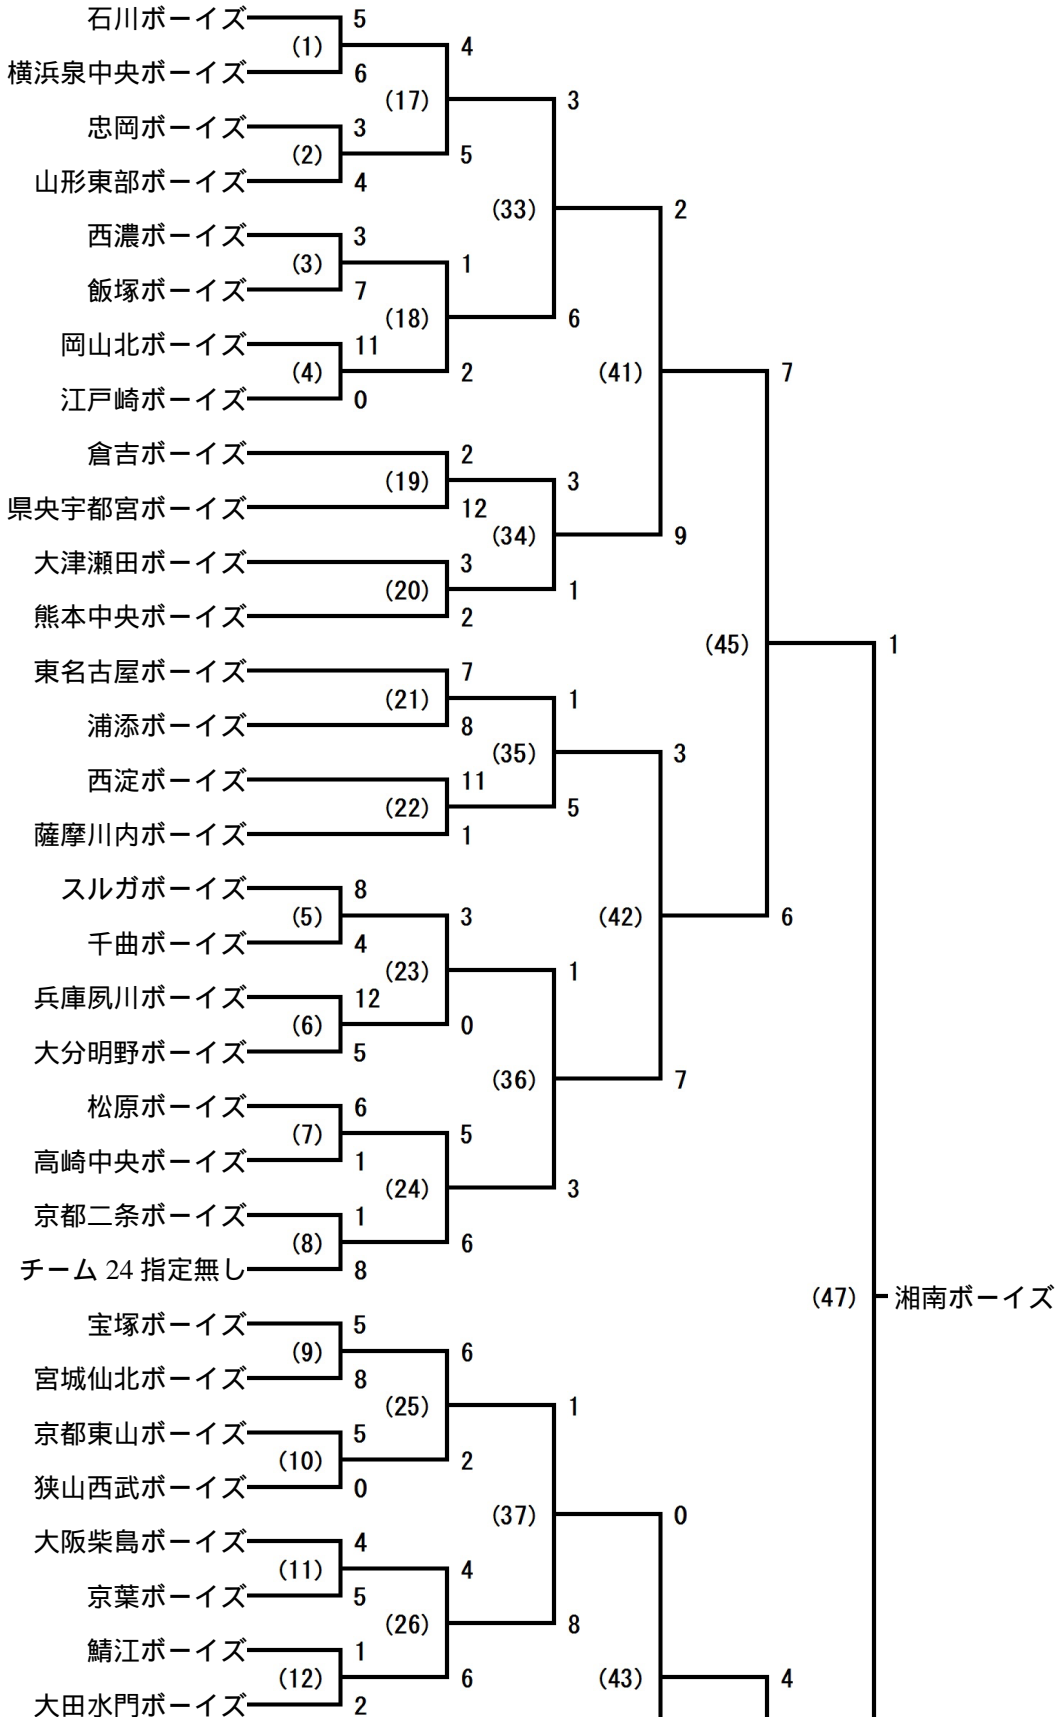 石川ボーイズ 5
(1) 4
横浜泉中央ボーイズ 6
(17) 3
忠岡ボーイズ 3
(2) 5
山形東部ボーイズ 4
(33) 2
西濃ボーイズ 3
(3) 1
飯塚ボーイズ 7
(18) 6
岡山北ボーイズ 11
(4) 2 (41) 7
江戸崎ボーイズ 0
倉吉ボーイズ 2
(19) 3
県央宇都宮ボーイズ 12
(34) 9
大津瀬田ボーイズ 3
(20) 1
熊本中央ボーイズ 2
(45) 1
東名古屋ボーイズ 7
(21) 1
浦添ボーイズ 8
(35) 3
西淀ボーイズ 11
(22) 5
薩摩川内ボーイズ 1
スルガボーイズ 8
(5) 3 (42) 6
千曲ボーイズ 4
(23) 1
兵庫夙川ボーイズ 12
(6) 0
大分明野ボーイズ 5
(36) 7
松原ボーイズ 6
(7) 5
高崎中央ボーイズ 1
(24) 3
京都二条ボーイズ 1
(8) 6
チーム 24 指定無し 8
(47) 湘南ボーイズ
宝塚ボーイズ 5
(9) 6
宮城仙北ボーイズ 8
(25) 1
京都東山ボーイズ 5
(10) 2
狭山西武ボーイズ 0
(37) 0
大阪柴島ボーイズ 4
(11) 4
京葉ボーイズ 5
(26) 8
鯖江ボーイズ 1
(12) 6 (43) 4
大田水門ボーイズ 2